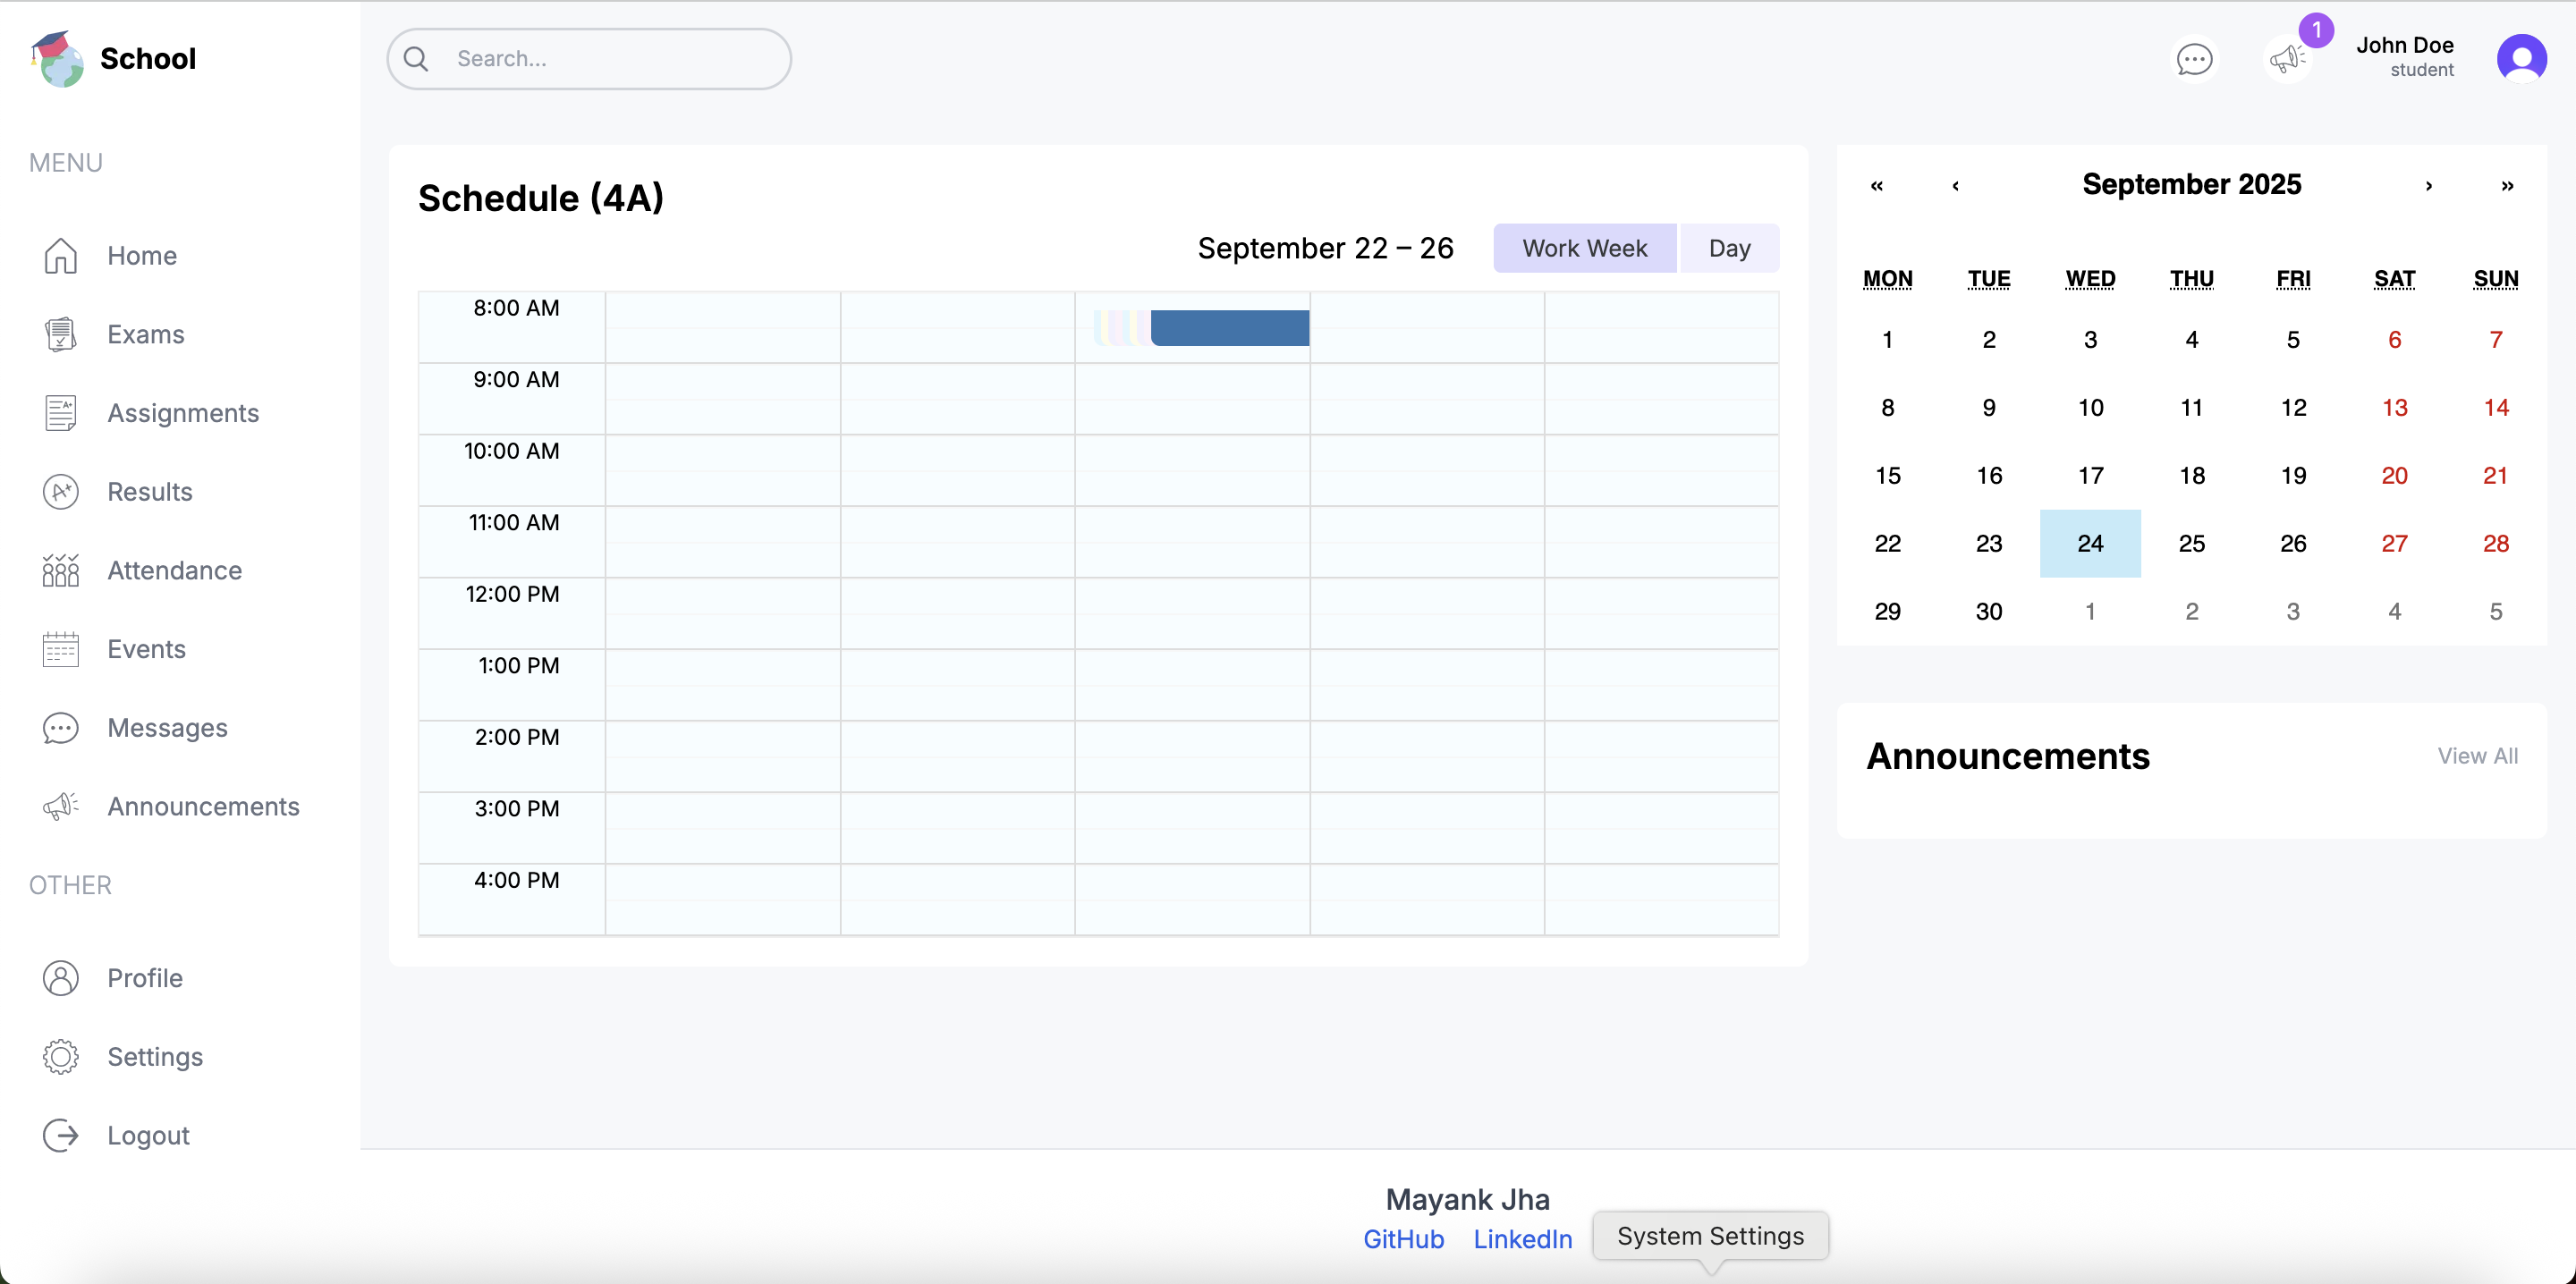 School
Search...
1
John Doe
student
MENU
Home
Exams
Assignments
Results
Attendance
Events
Messages
Announcements
OTHER
Profile
Settings
Logout
Schedule (4A)
September 22 – 26
Work Week
Day
8:00 AM
9:00 AM
10:00 AM
11:00 AM
12:00 PM
1:00 PM
2:00 PM
3:00 PM
4:00 PM
« ‹ September 2025 › »
MON TUE WED THU FRI SAT SUN
1 2 3 4 5 6 7
8 9 10 11 12 13 14
15 16 17 18 19 20 21
22 23 24 25 26 27 28
29 30 1 2 3 4 5
Announcements
View All
Mayank Jha
GitHub LinkedIn
System Settings